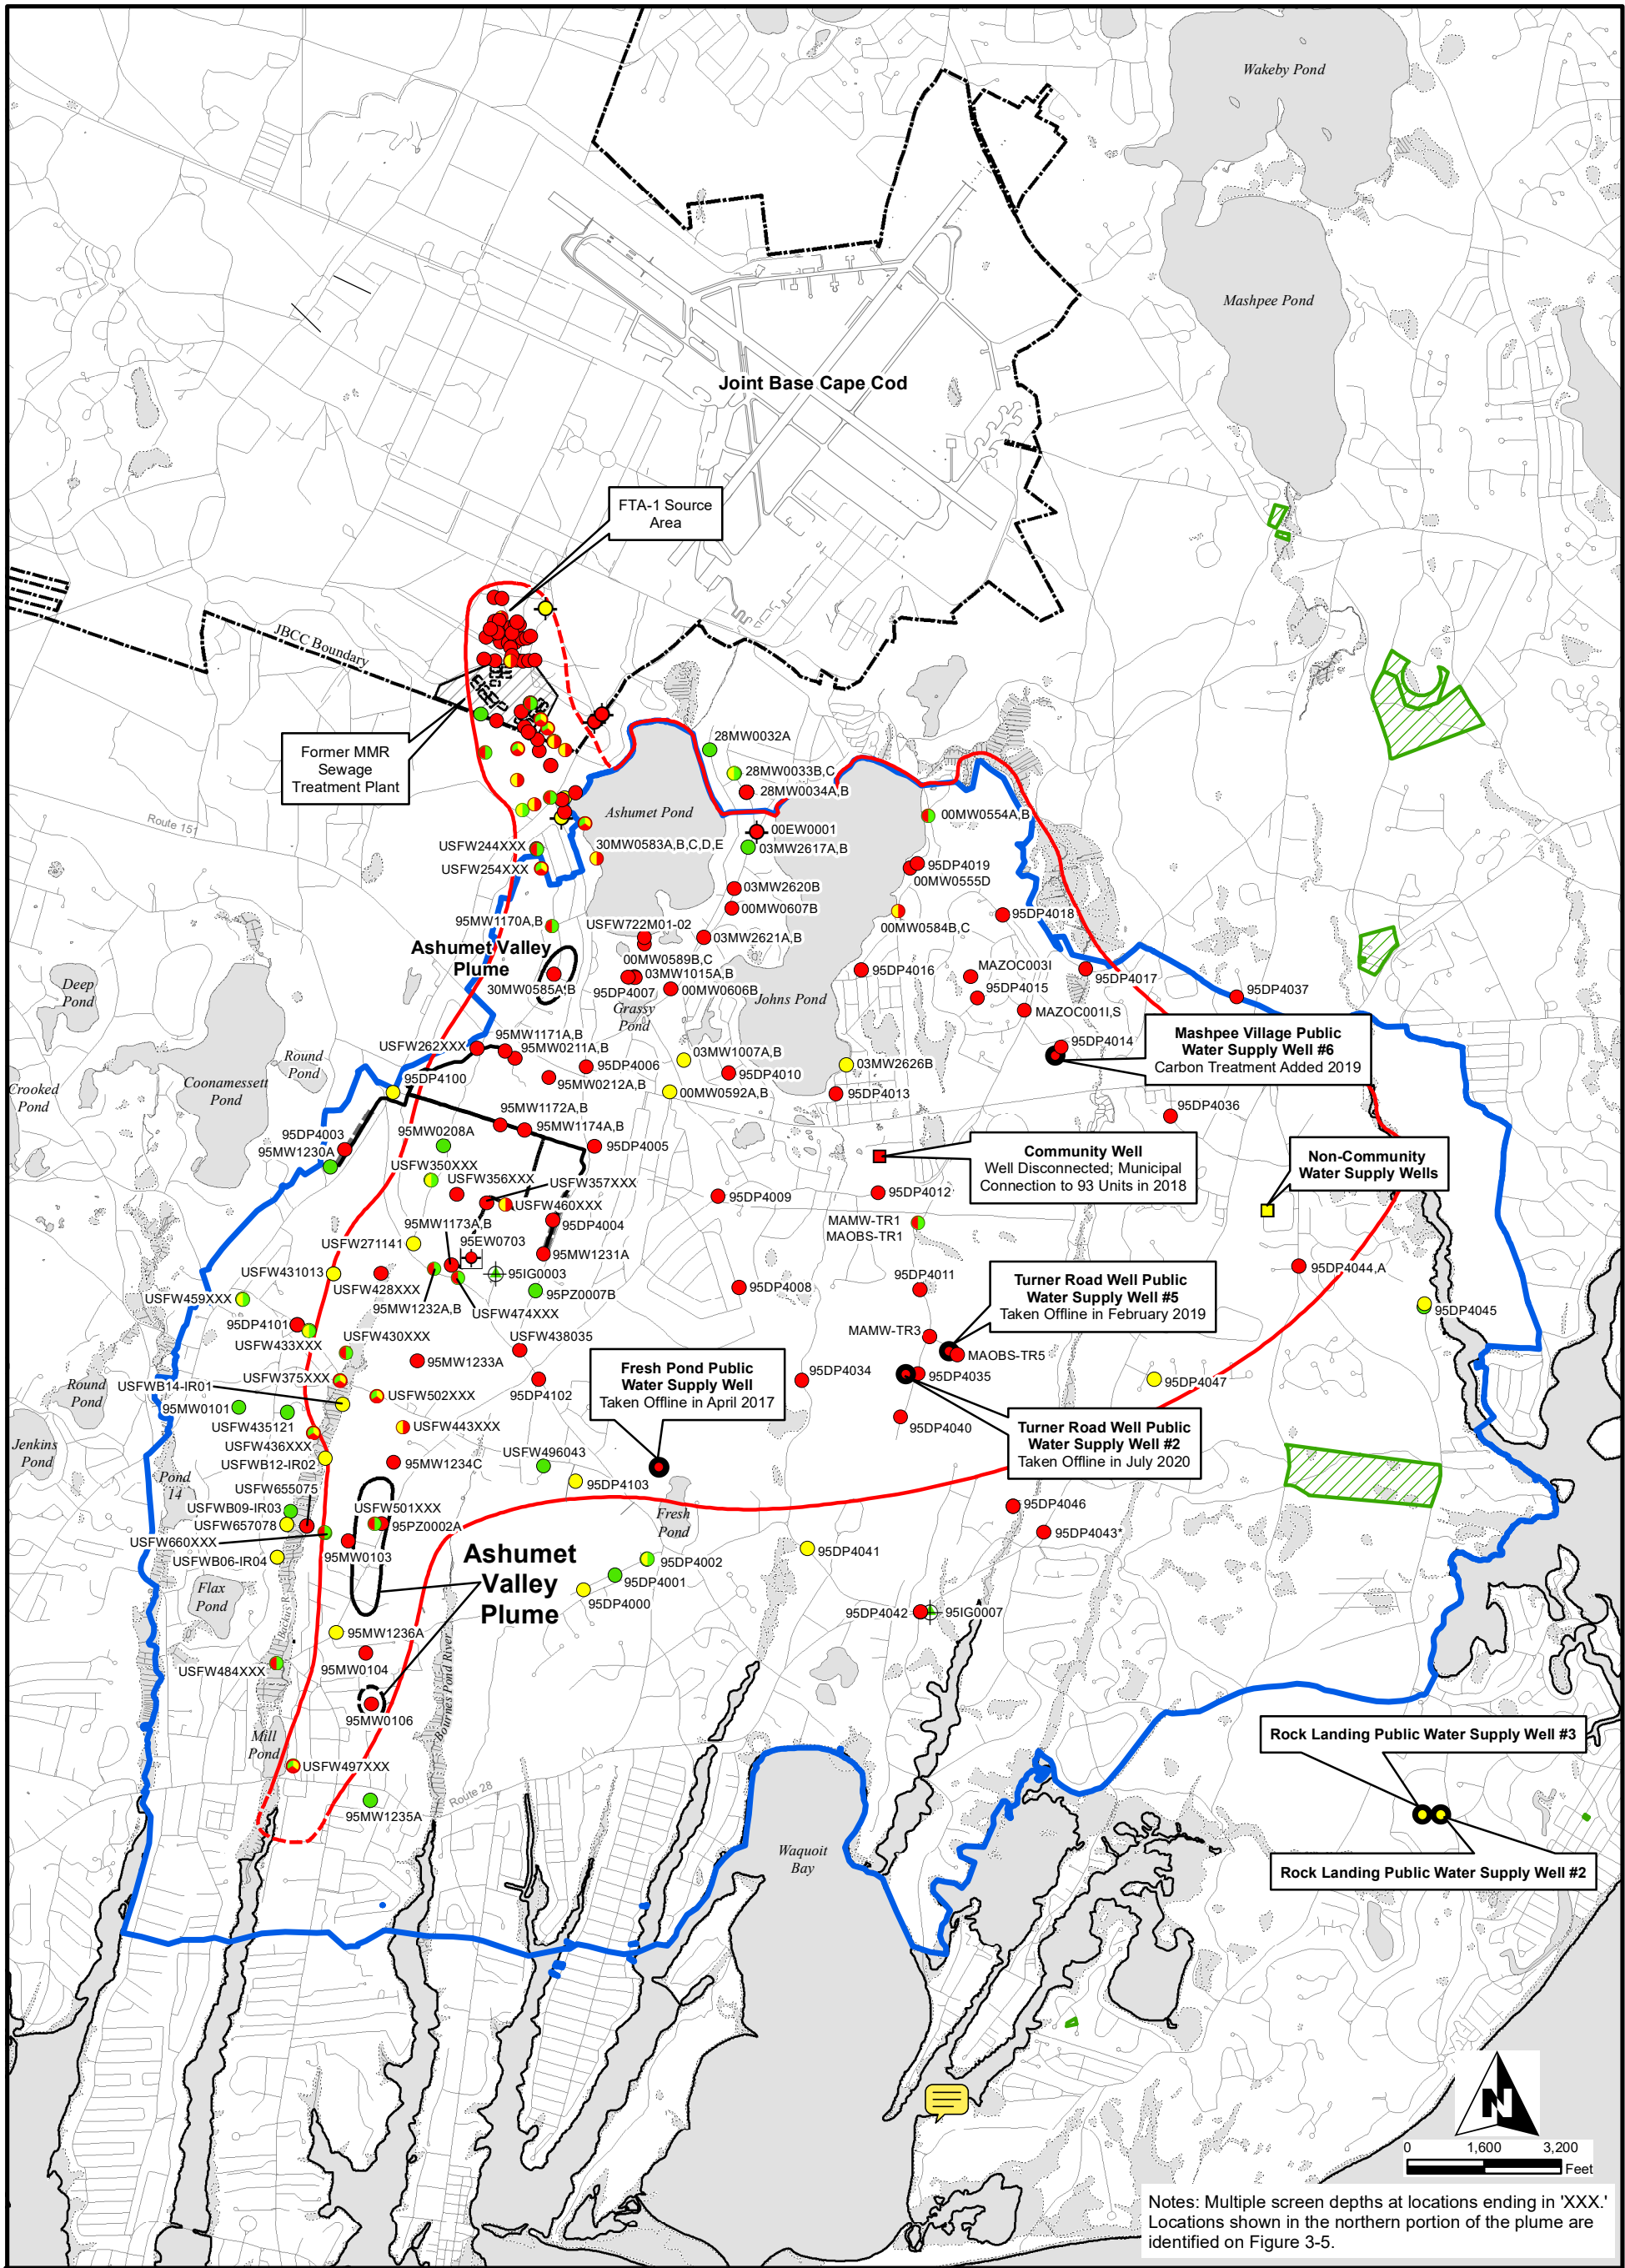 Wakeby Pond
Mashpee Pond
Joint Base Cape Cod
FTA-1 Source
Area
JBCC Boundary
Former MMR
Sewage
Treatment Plant
Route 151
28MW0032A
28MW0033B,C
28MW0034A,B
Ashumet Pond
00MW0554A,B
00EW0001
03MW2617A,B
USFW244XXX
30MW0583A,B,C,D,E
USFW254XXX
95DP4019
00MW0555D
03MW2620B
00MW0607B
95MW1170A,B
USFW722M01-02
00MW0584B,C
95DP4018
03MW2621A,B
Ashumet Valley
Plume
00MW0589B,C
03MW1015A,B
95DP4016
MAZOC003I
95DP4017
30MW0585A,B
95DP4007
00MW0606B
Johns Pond
95DP4015
95DP4037
Deep
Pond
Grassy
Pond
MAZOC001I,S
Mashpee Village Public
Water Supply Well #6
Carbon Treatment Added 2019
USFW262XXX
95MW1171A,B
95MW0211A,B
95DP4014
Round
Pond
03MW1007A,B
03MW2626B
95DP4006
95DP4010
Coonamessett
Pond
95DP4100
95MW0212A,B
00MW0592A,B
95DP4013
Crooked
Pond
95MW1172A,B
95MW1174A,B
95DP4036
95DP4003
95MW0208A
95DP4005
95MW1230A
Community Well
Well Disconnected; Municipal
Connection to 93 Units in 2018
Non-Community
Water Supply Wells
USFW350XXX
USFW356XXX
USFW357XXX
95DP4009
95DP4012
USFW460XXX
95MW1173A,B
95DP4004
MAMW-TR1
MAOBS-TR1
USFW271141
95EW0703
95MW1231A
95DP4044,A
USFW431013
95IG0003
Turner Road Well Public
Water Supply Well #5
Taken Offline in February 2019
USFW428XXX
95PZ0007B
95DP4008
95DP4011
USFW459XXX
95MW1232A,B
USFW474XXX
95DP4045
95DP4101
USFW430XXX
USFW438035
MAMW-TR3
USFW433XXX
95MW1233A
MAOBS-TR5
Fresh Pond Public
Water Supply Well
Taken Offline in April 2017
USFW375XXX
95DP4034
95DP4035
95DP4047
USFWB14-IR01
Round
Pond
USFW502XXX
95DP4102
95MW0101
Turner Road Well Public
Water Supply Well #2
Taken Offline in July 2020
USFW435121
USFW443XXX
95DP4040
Jenkins
Pond
USFW436XXX
USFW496043
USFWB12-IR02
95MW1234C
Pond
14
95DP4103
USFW655075
USFWB09-IR03
USFW501XXX
95DP4046
USFW657078
95PZ0002A
Fresh
Pond
95DP4043*
USFW660XXX
95MW0103
95DP4041
USFWB06-IR04
Ashumet
Valley
Plume
95DP4002
95DP4001
Flax
Pond
95DP4000
95DP4042
95IG0007
95MW1236A
Backus R
Bournes Pond River
USFW484XXX
95MW0104
95MW0106
Mill
Pond
Rock Landing Public Water Supply Well #3
USFW497XXX
Route 28
95MW1235A
Waquoit
Bay
Rock Landing Public Water Supply Well #2
N
0 1,600 3,200
Feet
Notes: Multiple screen depths at locations ending in 'XXX.'
Locations shown in the northern portion of the plume are
identified on Figure 3-5.